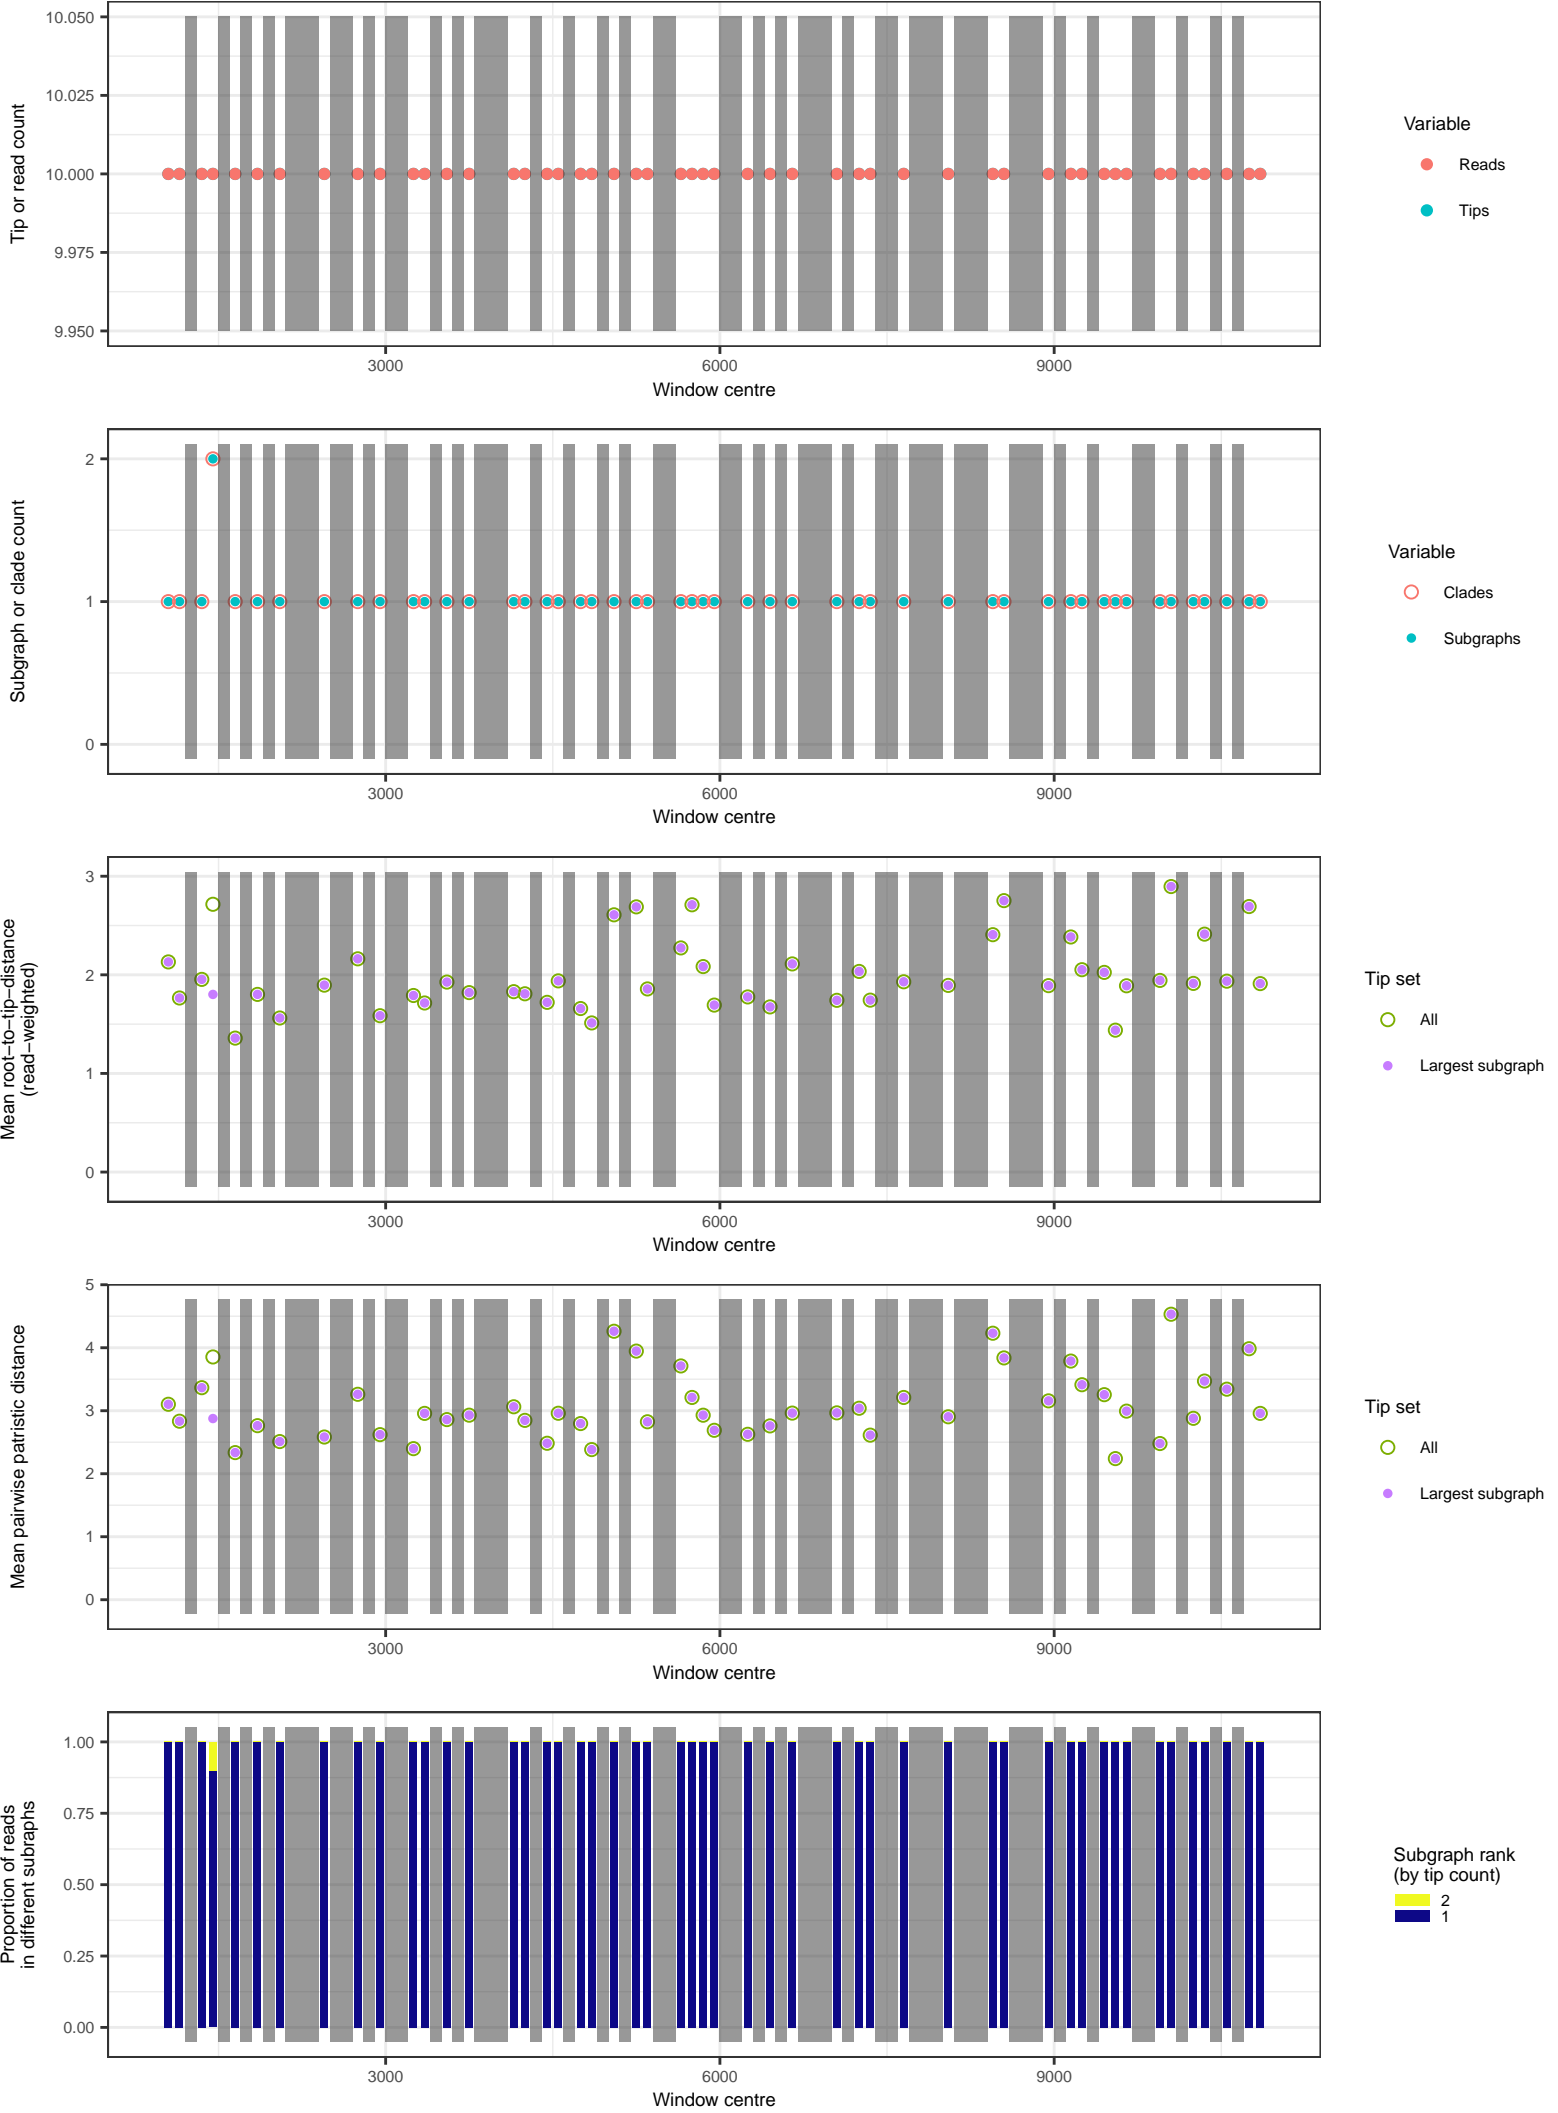 10.050
10.025
10.000
9.975
9.950
Tip or read count
3000
6000
9000
Window centre
Variable
Reads
Tips
2
1
0
Subgraph or clade count
3000
6000
9000
Window centre
Variable
Clades
Subgraphs
3
2
1
0
Mean root−to−tip−distance
(read−weighted)
3000
6000
9000
Window centre
Tip set
All
Largest subgraph
5
4
3
2
1
0
Mean pairwise patristic distance
3000
6000
9000
Window centre
Tip set
All
Largest subgraph
1.00
0.75
0.50
0.25
0.00
Proportion of reads
in different subraphs
3000
6000
9000
Window centre
Subgraph rank
(by tip count)
2
1